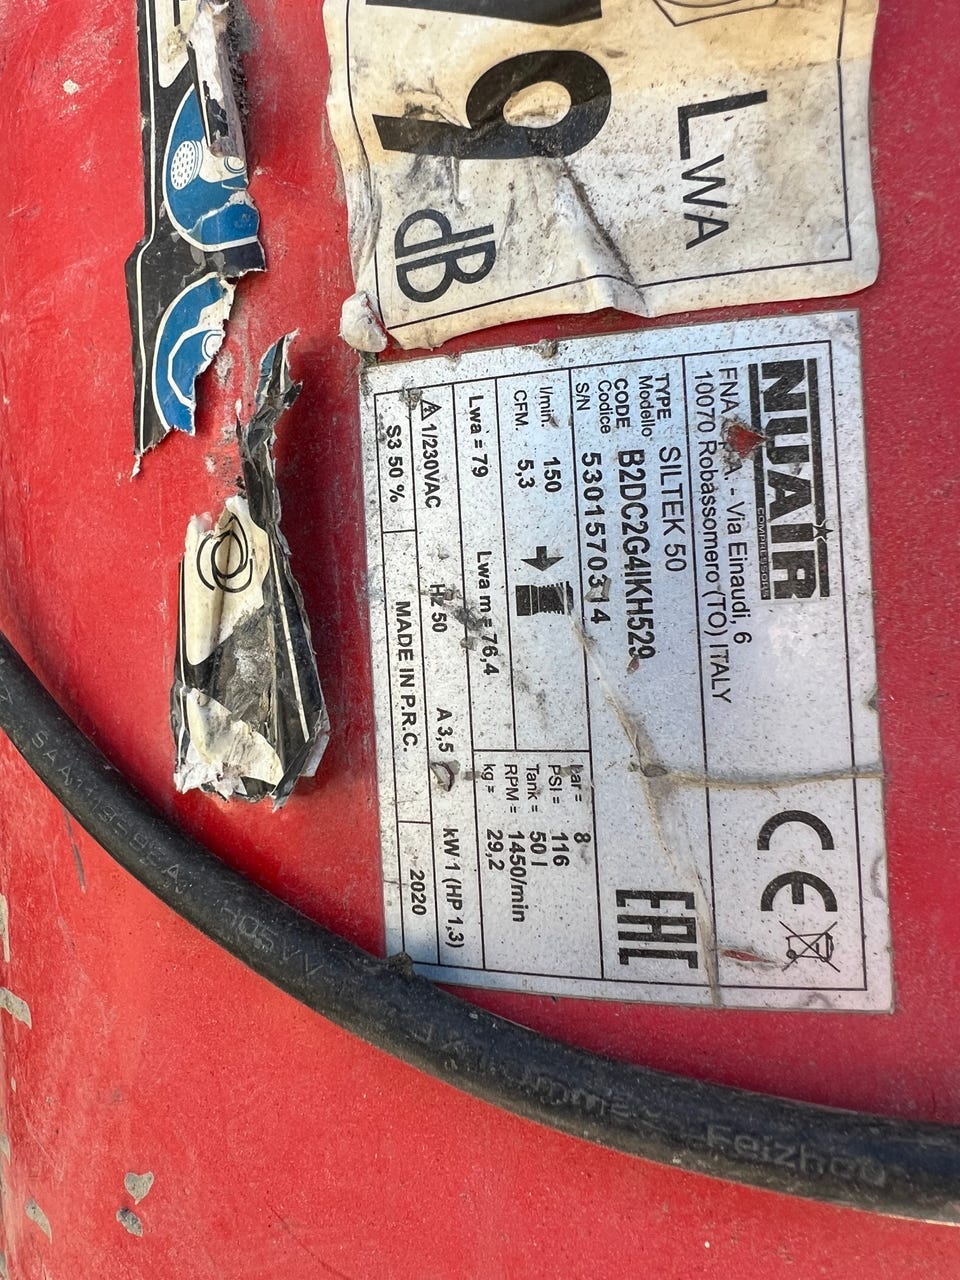 79
dB
LWA
NUAIR
COMPRESSORS
FNA A. - Via Einaudi, 6
10070 Robassomero (TO) ITALY
CE
TYPE
Modello SILTEK 50
CODE
Codice B2DC2G4IKH529
S/N 5301570314
EAC
l/min. 150
CFM. 5,3
bar = 8
PSI = 116
Tank = 50 l
RPM = 1450/min
kg = 29,2
Lwa = 79 Lwa m = 76,4
1/230VAC Hz 50 A 3,5 kW 1 (HP 1,3)
S3 50 % MADE IN P.R.C. 2020
H05VV
Feizhou